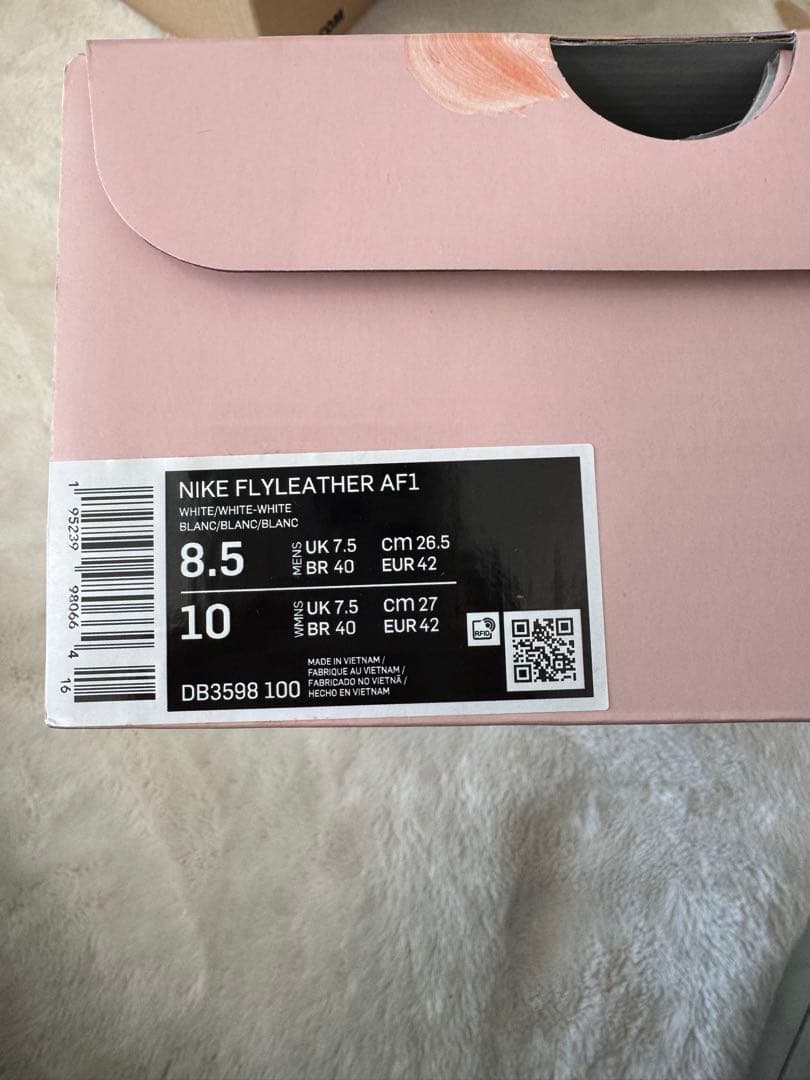 NIKE FLYLEATHER AF1
WHITE/WHITE-WHITE
BLANC/BLANC/BLANC
8.5
MENS
UK 7.5
cm 26.5
BR 40
EUR 42
10
WMNS
UK 7.5
cm 27
BR 40
EUR 42
RFID
DB3598 100
MADE IN VIETNAM /
FABRIQUE AU VIETNAM /
FABRICADO NO VIETNÃ /
HECHO EN VIETNAM
1 95239 98066 4 16